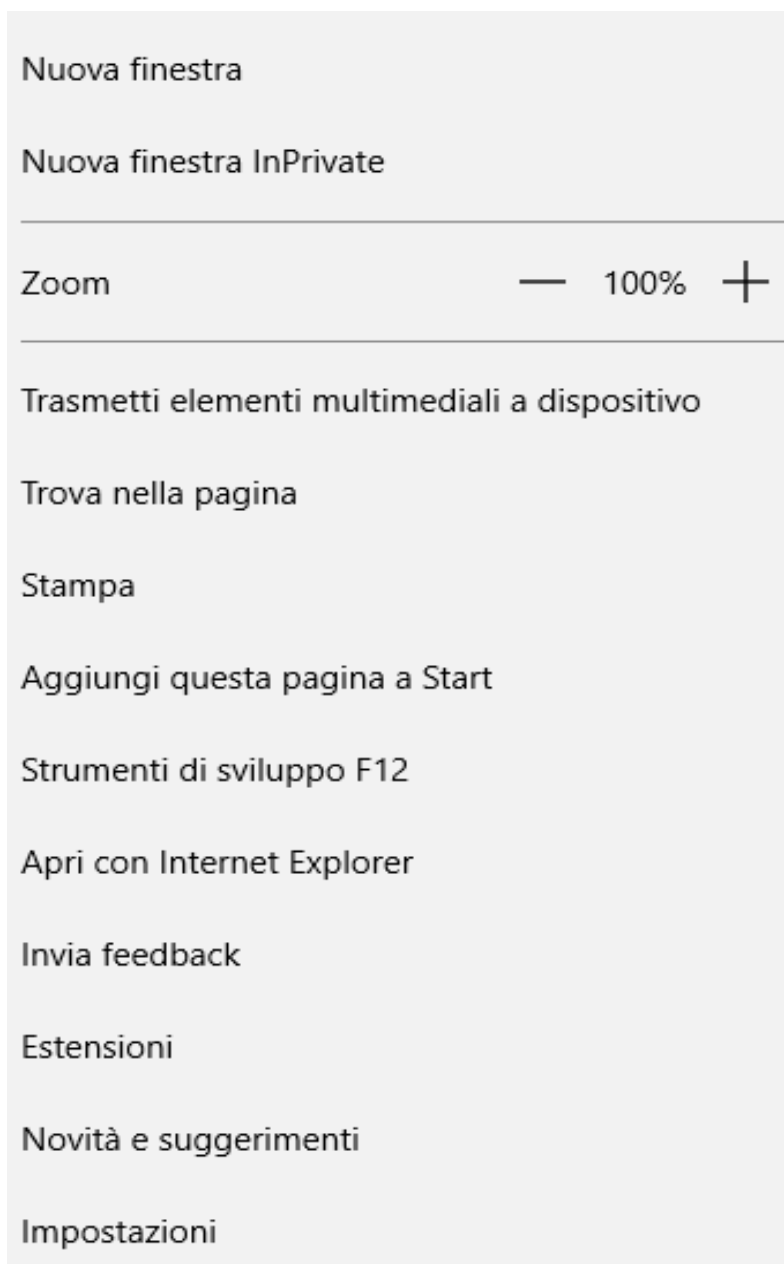 Nuova finestra
Nuova finestra InPrivate
Zoom — 100% +
Trasmetti elementi multimediali a dispositivo
Trova nella pagina
Stampa
Aggiungi questa pagina a Start
Strumenti di sviluppo F12
Apri con Internet Explorer
Invia feedback
Estensioni
Novità e suggerimenti
Impostazioni